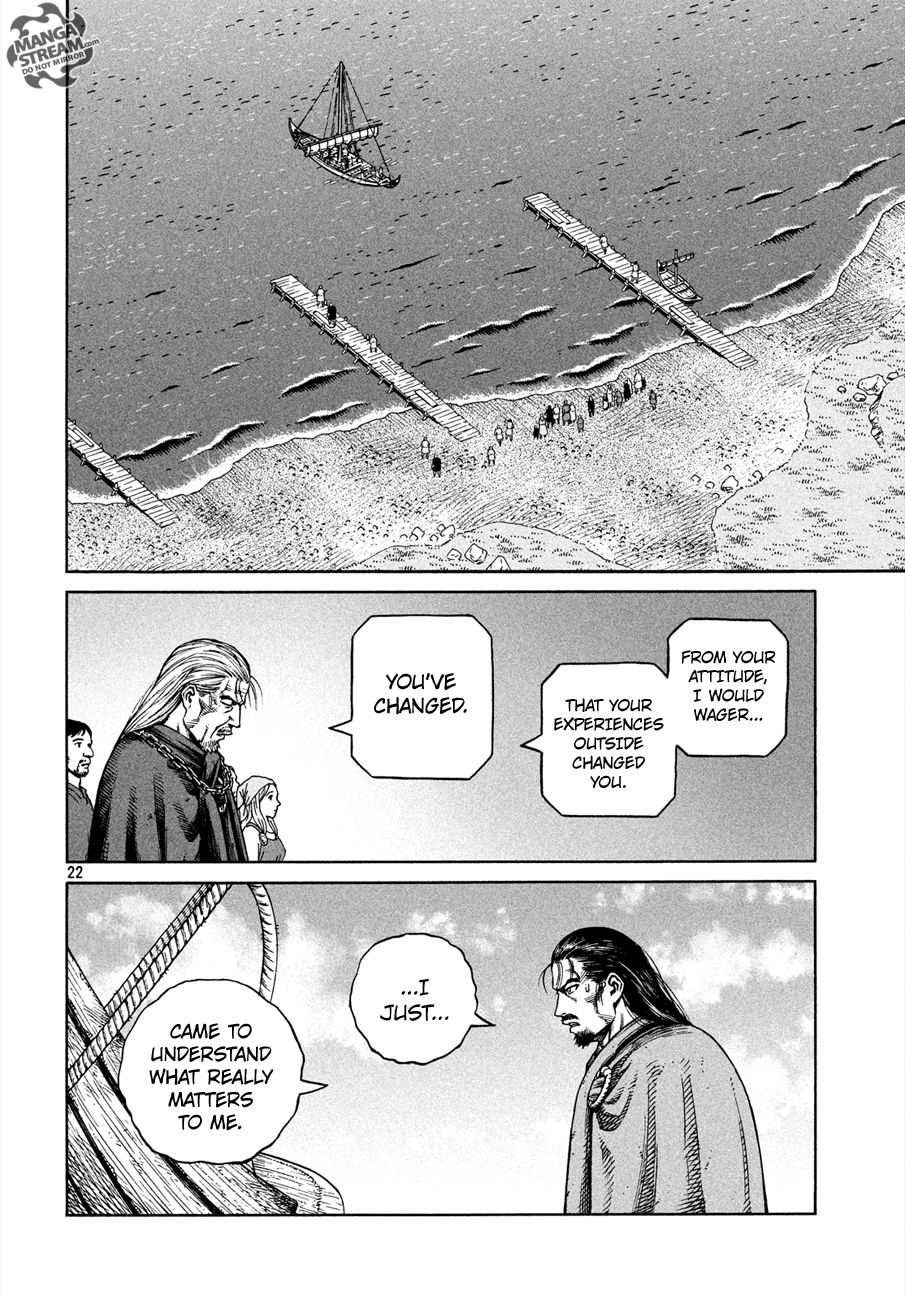 MANGA
STREAM.com
DO NOT MIRROR
FROM YOUR
ATTITUDE,
I WOULD
WAGER...
THAT YOUR
EXPERIENCES
OUTSIDE
CHANGED
YOU.
YOU'VE
CHANGED.
22
...I
JUST...
CAME TO
UNDERSTAND
WHAT REALLY
MATTERS
TO ME.